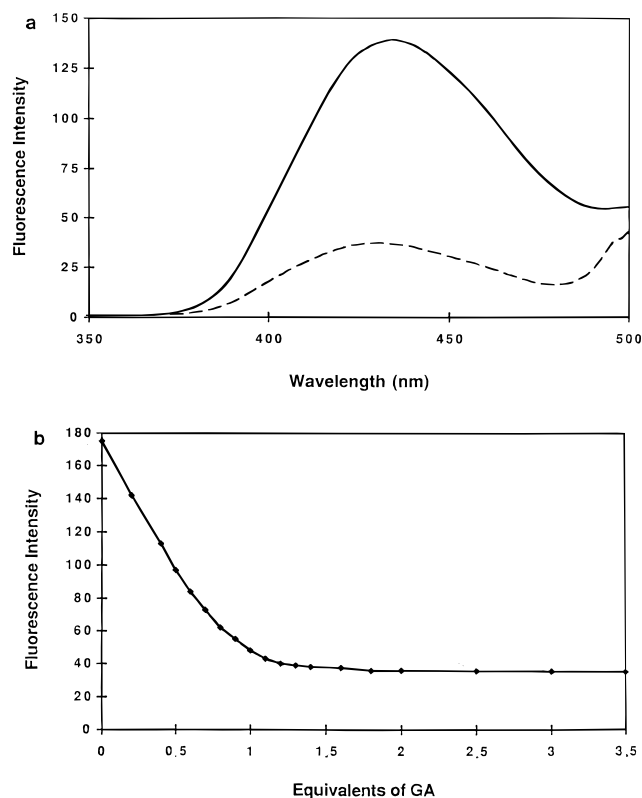 a
150
125
100
75
50
25
0
Fluorescence Intensity
350 400 450 500
Wavelength (nm)
b
180
160
140
120
100
80
60
40
20
0
Fluorescence Intensity
0 0.5 1 1.5 2 2.5 3 3.5
Equivalents of GA